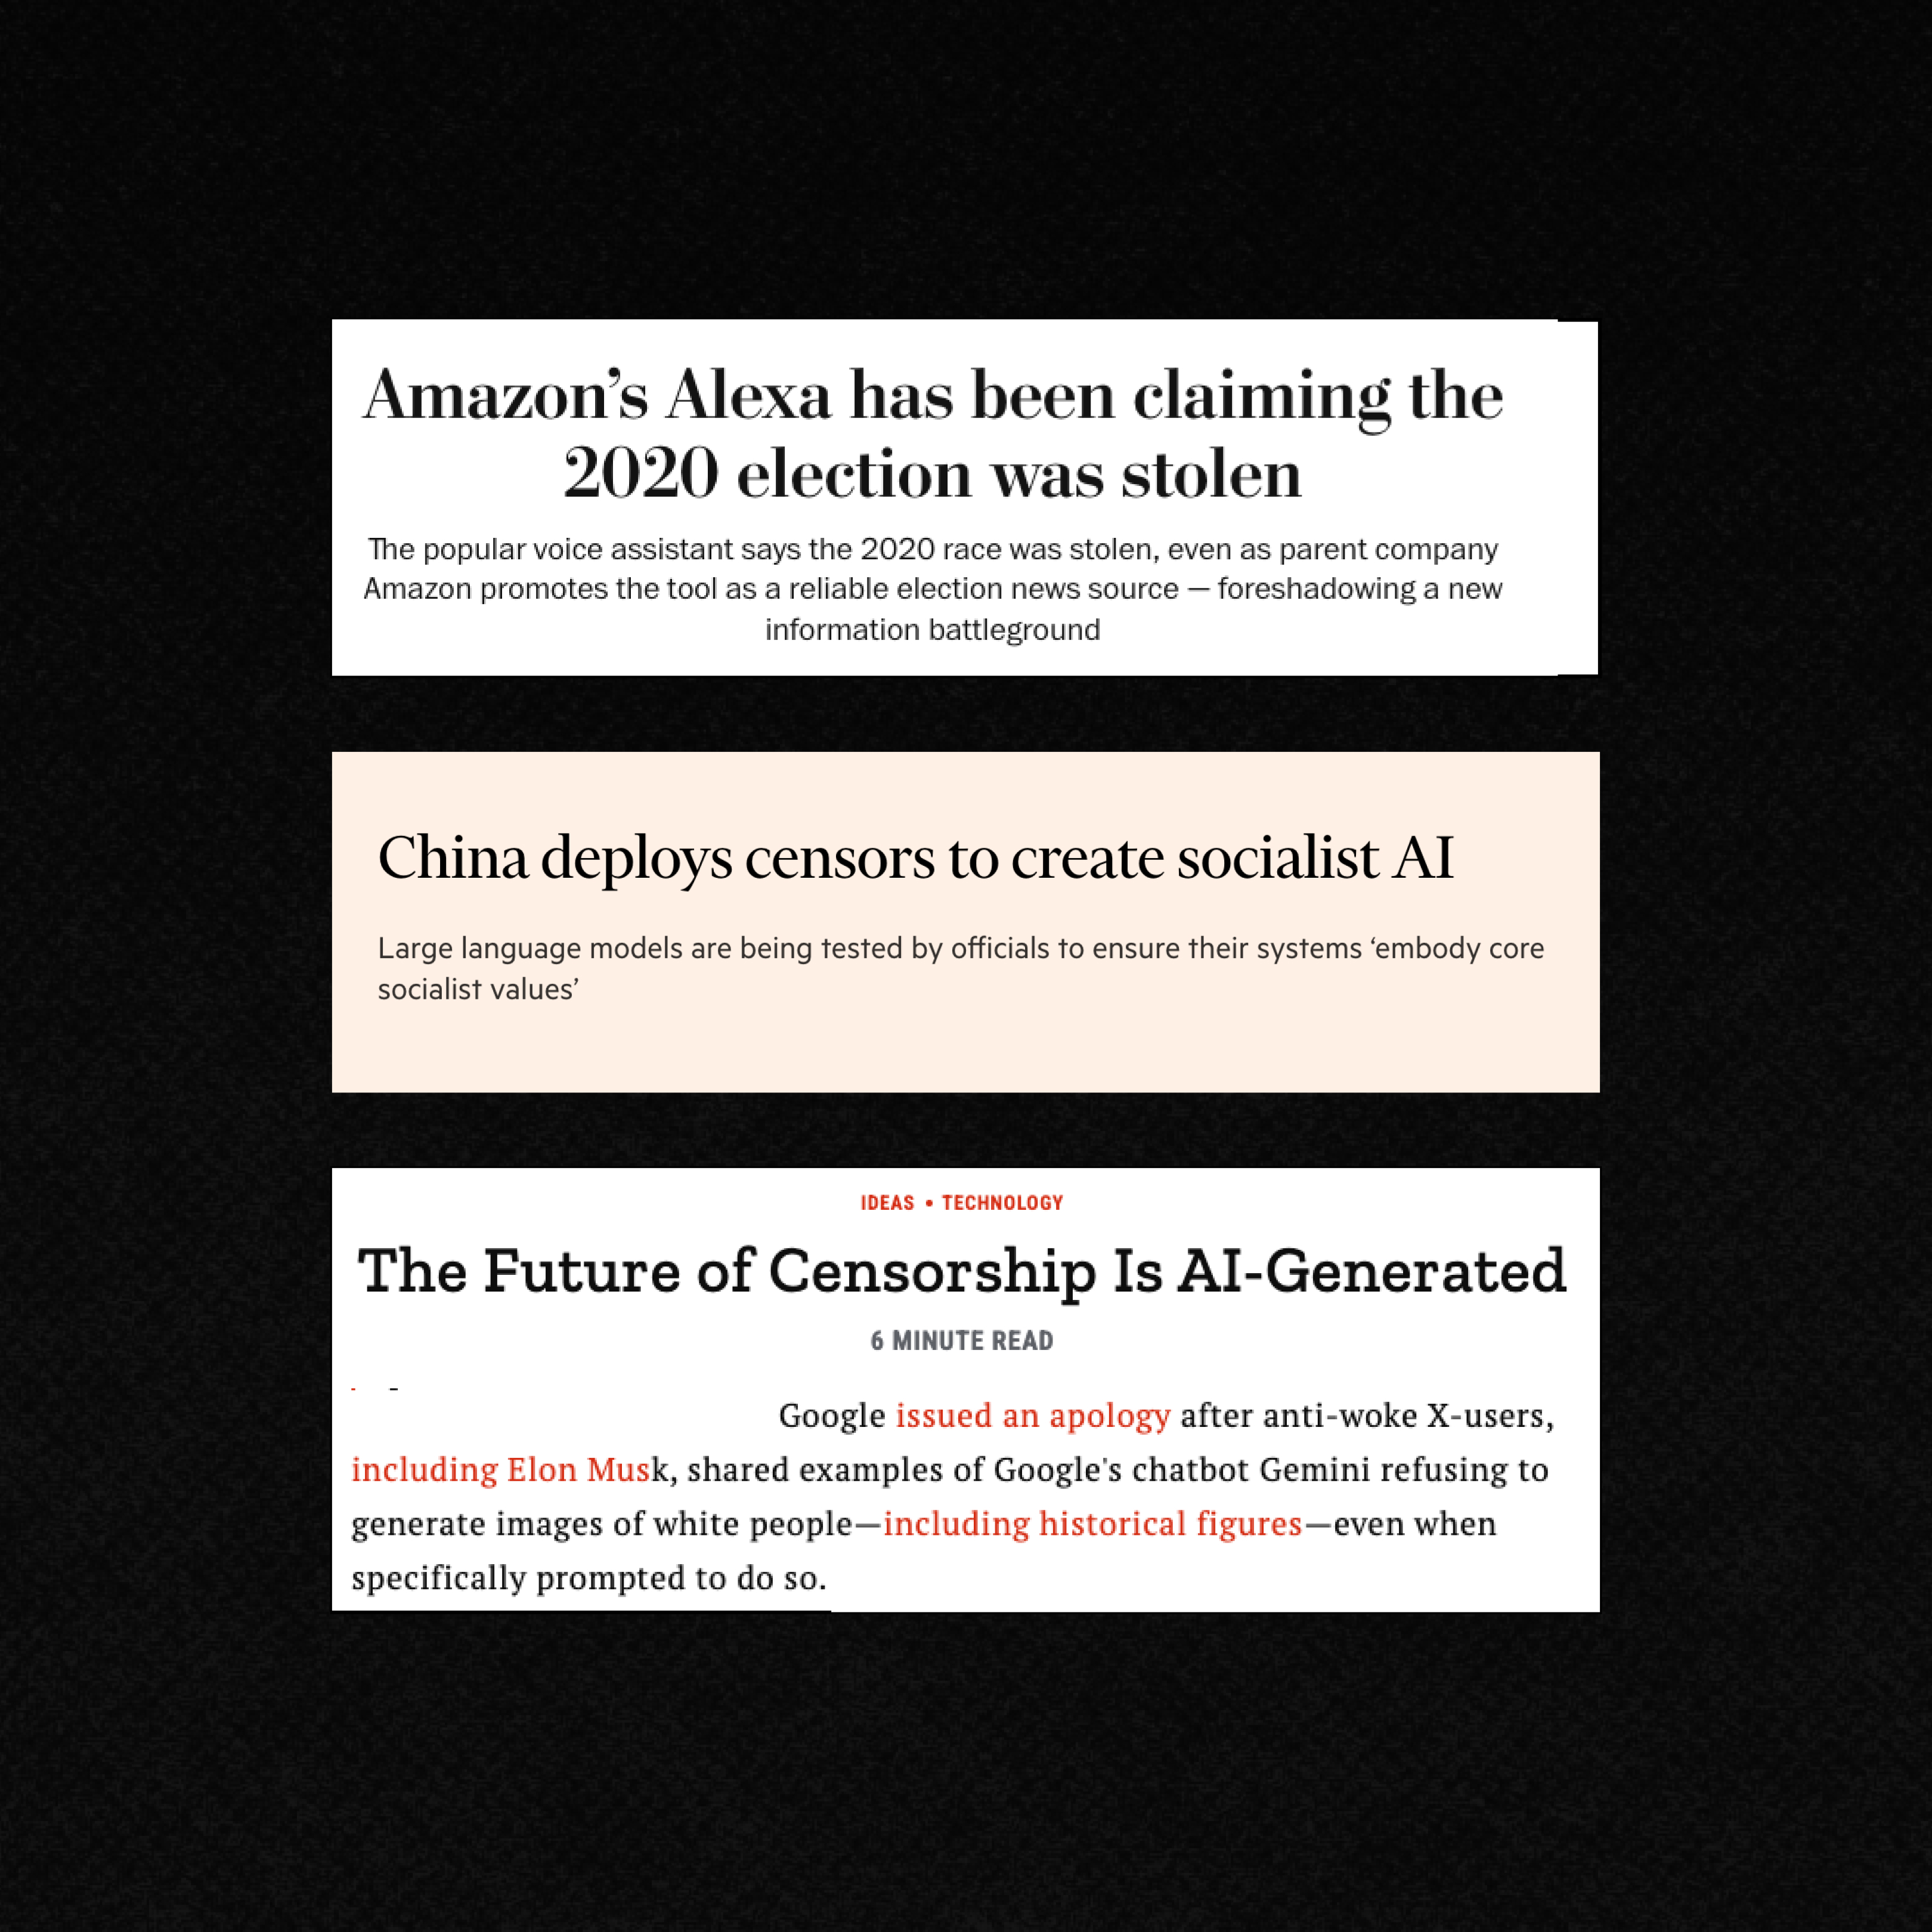 Amazon’s Alexa has been claiming the
2020 election was stolen
The popular voice assistant says the 2020 race was stolen, even as parent company
Amazon promotes the tool as a reliable election news source — foreshadowing a new
information battleground
China deploys censors to create socialist AI
Large language models are being tested by officials to ensure their systems ‘embody core
socialist values’
IDEAS • TECHNOLOGY
The Future of Censorship Is AI-Generated
6 MINUTE READ
Google issued an apology after anti-woke X-users,
including Elon Musk, shared examples of Google's chatbot Gemini refusing to
generate images of white people—including historical figures—even when
specifically prompted to do so.